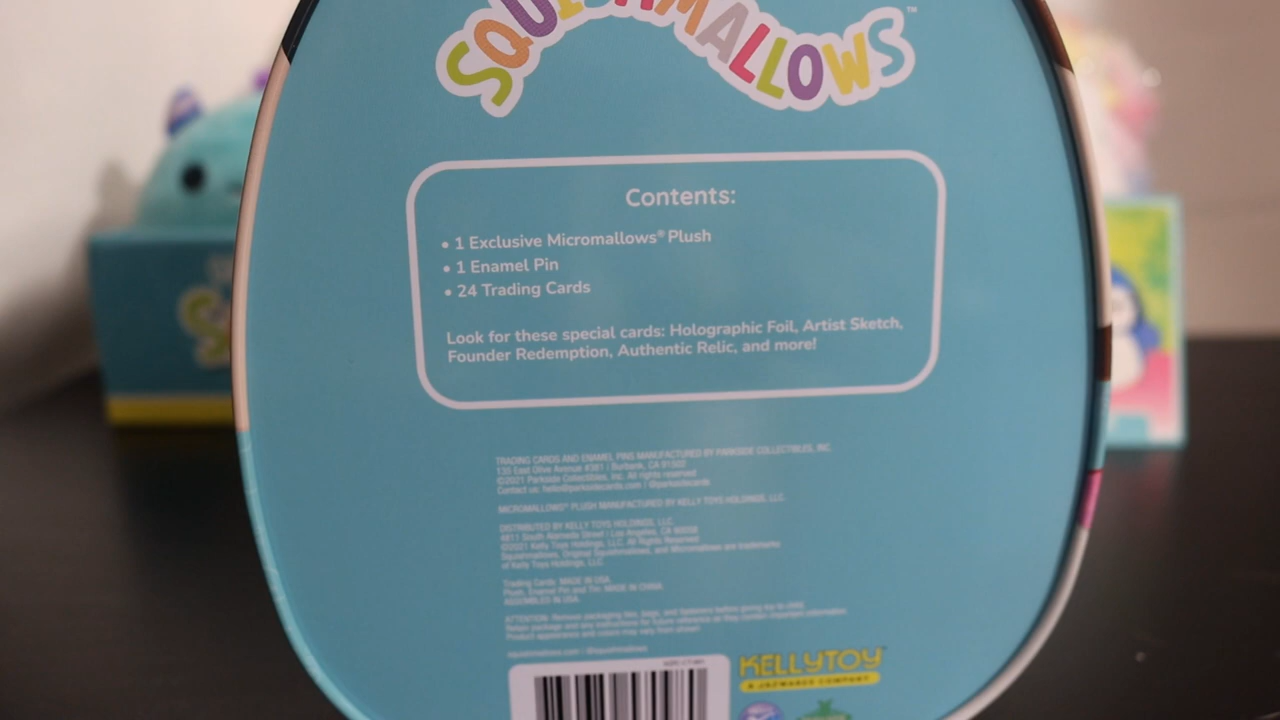 SQUISHMALLOWS™
Contents:
• 1 Exclusive Micromallows® Plush
• 1 Enamel Pin
• 24 Trading Cards
Look for these special cards: Holographic Foil, Artist Sketch,
Founder Redemption, Authentic Relic, and more!
TRADING CARDS AND ENAMEL PINS MANUFACTURED BY PARKSIDE COLLECTIBLES, INC.
135 East Olive Annual #381 | Burbank, CA 91502
©2021 Parkside Collectibles, Inc. All rights reserved
Contact us: hello@parksidecards.com | @parksidecards
MICROMALLOWS® PLUSH MANUFACTURED BY KELLY TOYS HOLDINGS, LLC.
DISTRIBUTED BY KELLY TOYS HOLDINGS, LLC.
4811 South Alameda Street | Los Angeles, CA
©2021 Kelly Toys Holdings, LLC. All Rights Reserved
Squishmallows, Original Squishmallows, and Micromallows are trademarks
of Kelly Toys Holdings, LLC.
Trading Cards: MADE IN USA.
Plush, Enamel Pin and Tin: MADE IN CHINA.
ASSEMBLED IN USA.
ATTENTION: Remove packaging ties, tags, and fasteners before giving toy to child.
Retain package and any instructions for future reference as they contain important information.
Product appearance and colors may vary from shown.
squishmallows.com | @squishmallows
KELLYTOY
A JAZWARES COMPANY